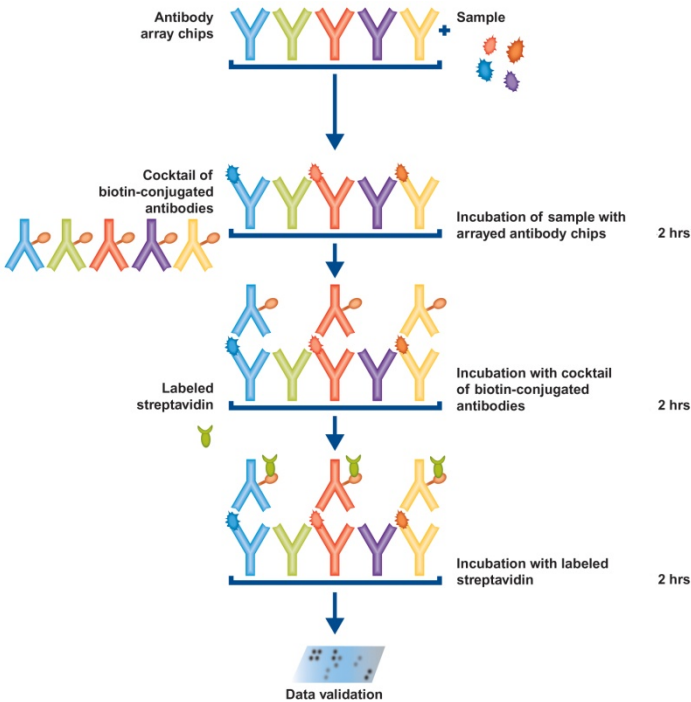 Antibody
array chips
+
Sample
Cocktail of
biotin-conjugated
antibodies
Incubation of sample with
arrayed antibody chips
2 hrs
Incubation with cocktail
of biotin-conjugated
antibodies
2 hrs
Labeled
streptavidin
Incubation with labeled
streptavidin
2 hrs
Data validation